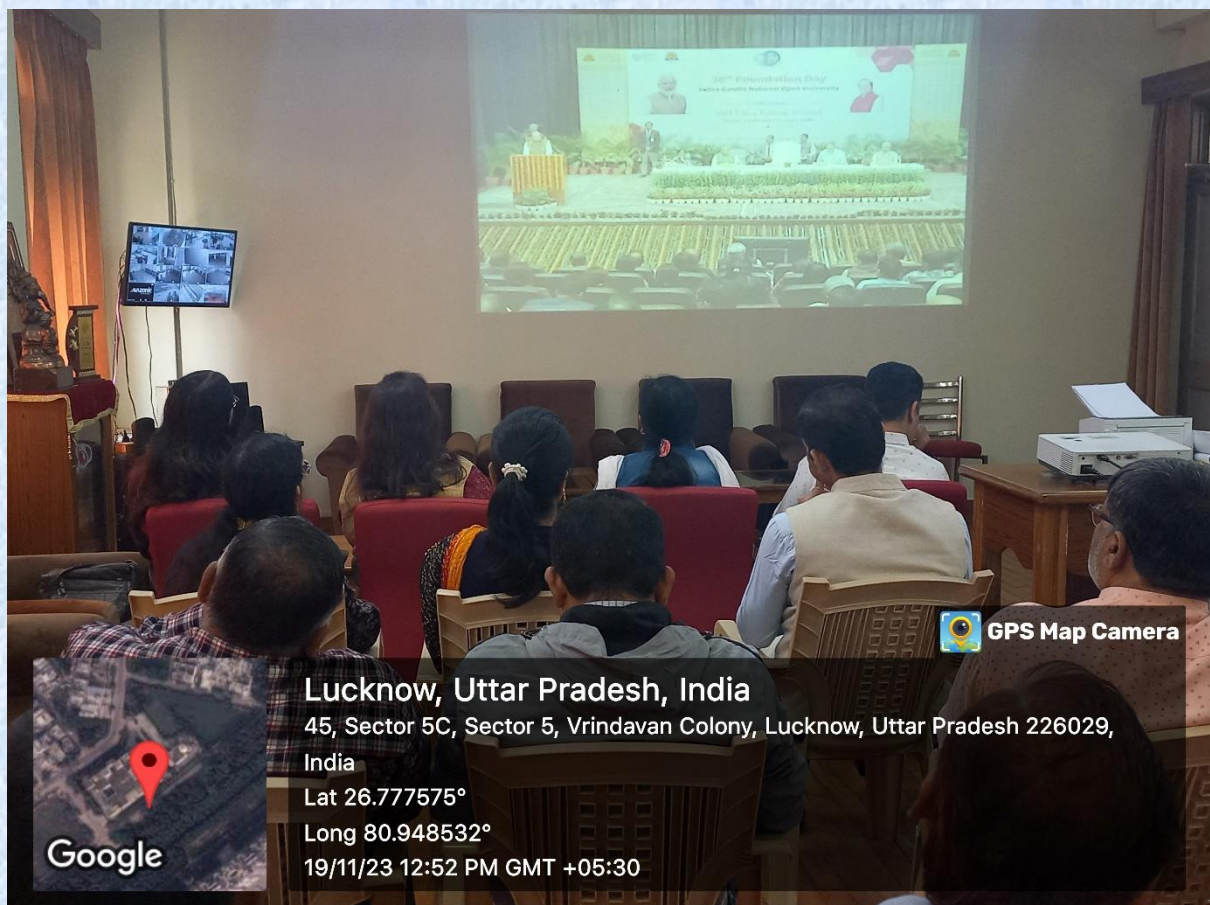 Foundation Day
Indira Gandhi National Open University
GPS Map Camera
Lucknow, Uttar Pradesh, India
45, Sector 5C, Sector 5, Vrindavan Colony, Lucknow, Uttar Pradesh 226029,
India
Lat 26.777575°
Long 80.948532°
19/11/23 12:52 PM GMT +05:30
Google